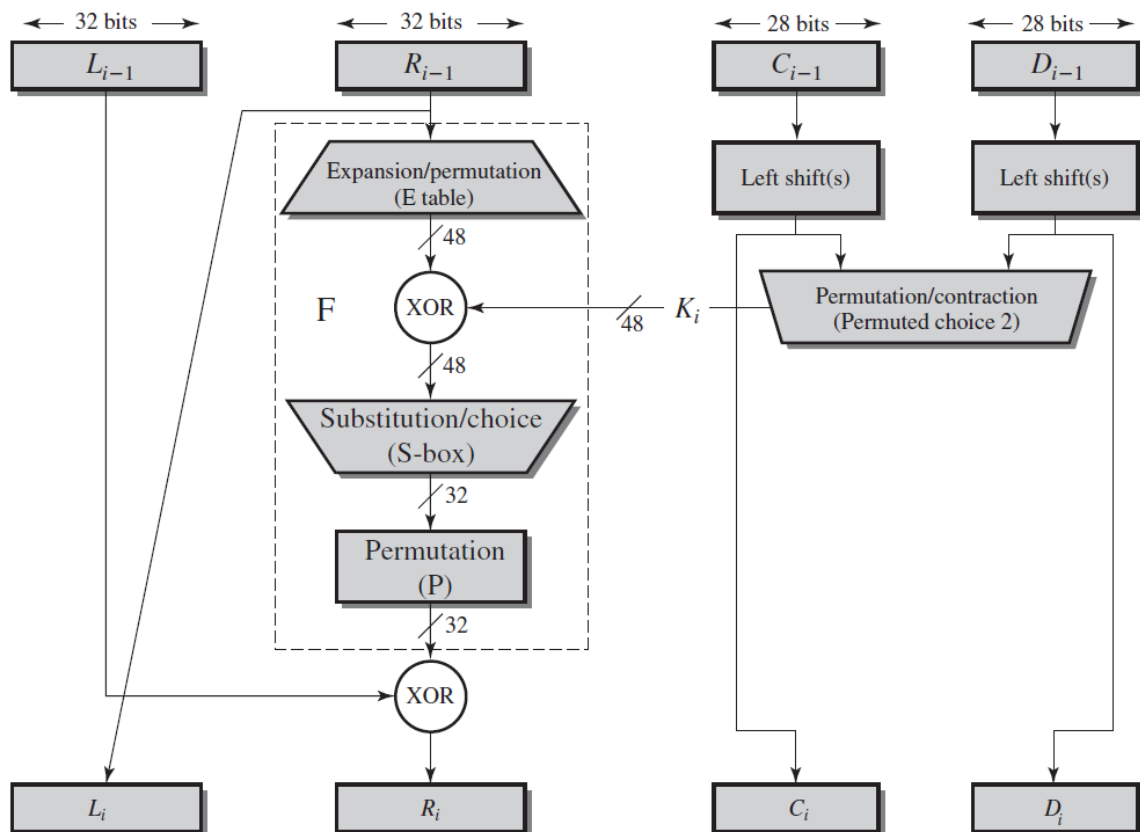 32 bits
32 bits
28 bits
28 bits
L_{i−1}
R_{i−1}
C_{i−1}
D_{i−1}
Expansion/permutation
(E table)
Left shift(s)
Left shift(s)
48
F
XOR
48
K_i
Permutation/contraction
(Permuted choice 2)
48
Substitution/choice
(S-box)
32
Permutation
(P)
32
XOR
L_i
R_i
C_i
D_i